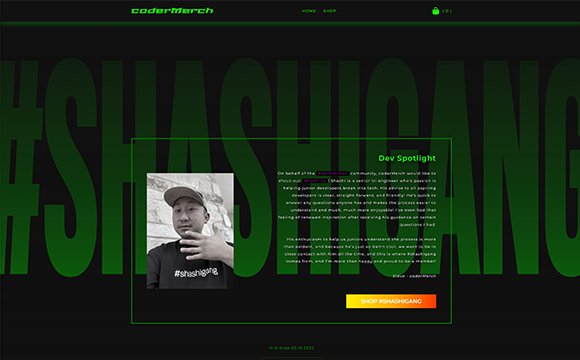 coderMerch
HOME SHOP
( 0 )
#SHASHIGANG
Dev Spotlight
On behalf of the #shashigang community, coderMerch would like to
shout-out ! Shashi is a senior UI engineer who's passion is
helping junior developers break into tech. His advice to all aspiring
developers is clear, straight-forward, and friendly! He's quick to
answer any questions anyone has and makes the process easier to
understand and much, much more enjoyable! I've even had that
feeling of renewed inspiration after receiving his guidance on certain
questions I had.
His enthusiasm to help us juniors understand the process is more
than evident, and because he's just so damn cool, we want to be in
close contact with him all the time, and this is where #shashigang
comes from, and I'm more than happy and proud to be a member!
Steve - coderMerch
#shashigang
SHOP #SHASHIGANG